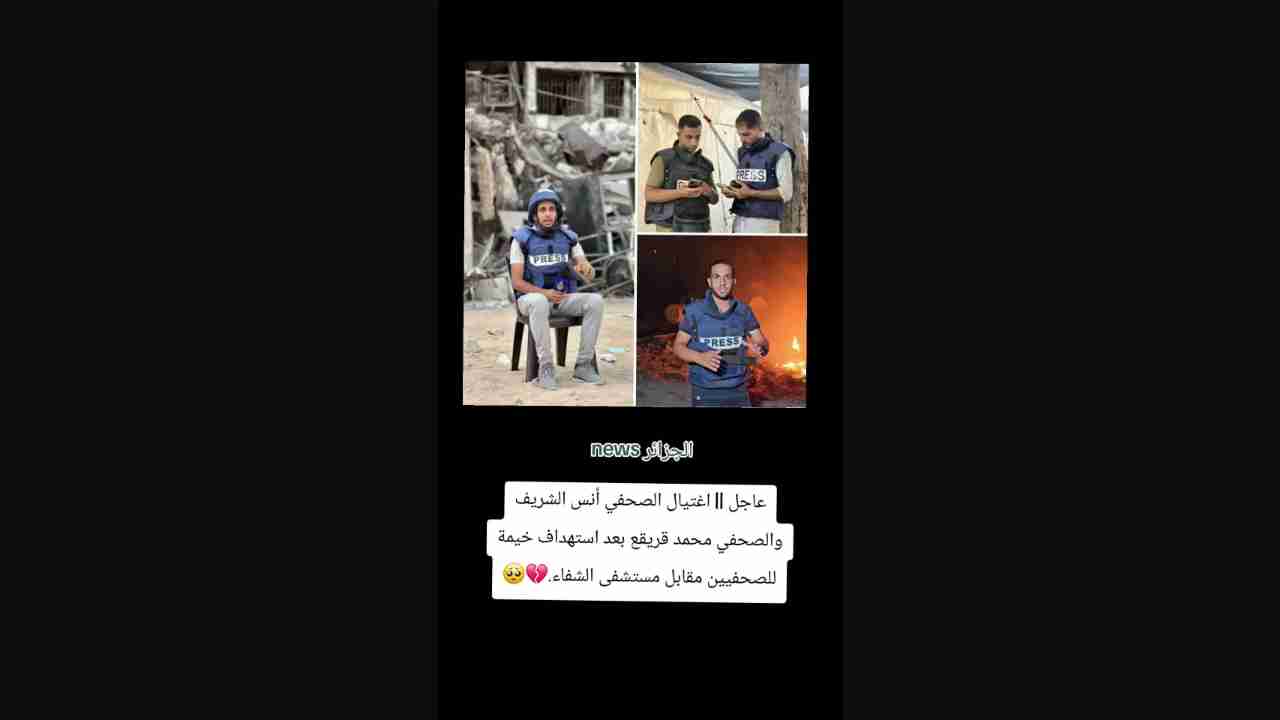 PRESS
PRESS
PRESS
الجزائر news
عاجل || اغتيال الصحفي أنس الشريف
والصحفي محمد قريقع بعد استهداف خيمة
للصحفيين مقابل مستشفى الشفاء.💔🥺